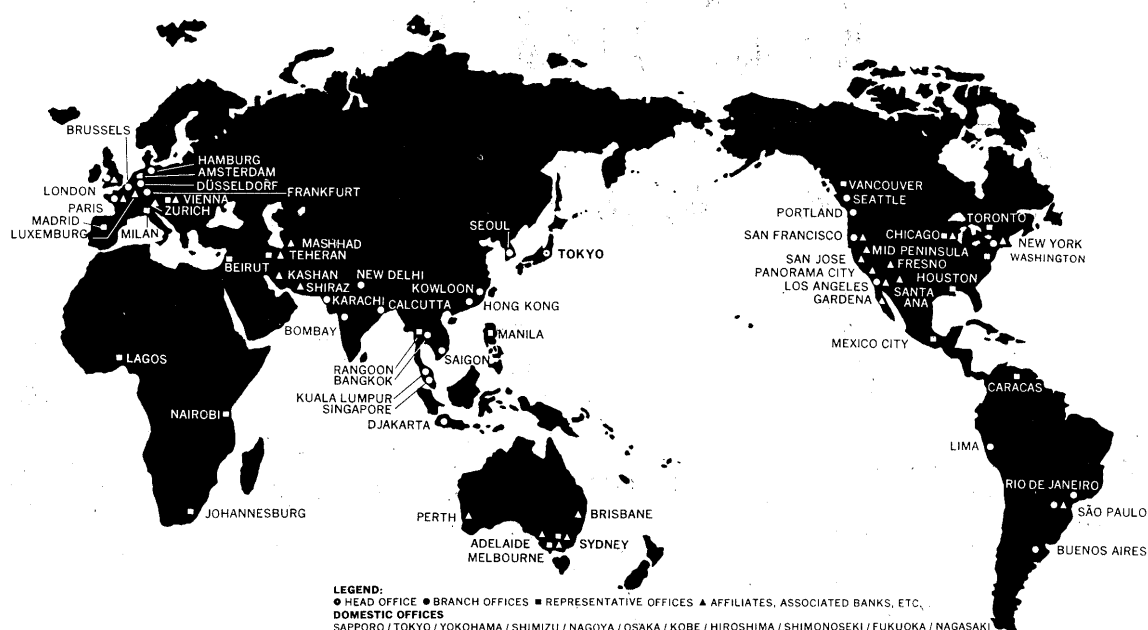 BRUSSELS
HAMBURG
AMSTERDAM
DÜSSELDORF
FRANKFURT
LONDON
VIENNA
PARIS
ZURICH
MADRID
LUXEMBURG
MILAN
VANCOUVER
SEATTLE
PORTLAND
TORONTO
SEOUL
TOKYO
SAN FRANCISCO
CHICAGO
NEW YORK
MASHHAD
TEHERAN
MID PENINSULA
WASHINGTON
BEIRUT
SAN JOSE
FRESNO
PANORAMA CITY
KASHAN
NEW DELHI
HOUSTON
SHIRAZ
KOWLOON
LOS ANGELES
SANTA
ANA
GARDENA
KARACHI
CALCUTTA
HONG KONG
BOMBAY
MANILA
MEXICO CITY
LAGOS
SAIGON
RANGOON
BANGKOK
CARACAS
KUALA LUMPUR
SINGAPORE
NAIROBI
DJAKARTA
LIMA
RIO DE JANEIRO
JOHANNESBURG
PERTH
BRISBANE
SÃO PAULO
ADELAIDE
SYDNEY
MELBOURNE
BUENOS AIRES
LEGEND:
HEAD OFFICE ● BRANCH OFFICES ■ REPRESENTATIVE OFFICES ▲ AFFILIATES, ASSOCIATED BANKS, ETC.
DOMESTIC OFFICES
SAPPORO / TOKYO / YOKOHAMA / SHIMIZU / NAGOYA / OSAKA / KOBE / HIROSHIMA / SHIMONOSEKI / FUKUOKA / NAGASAKI